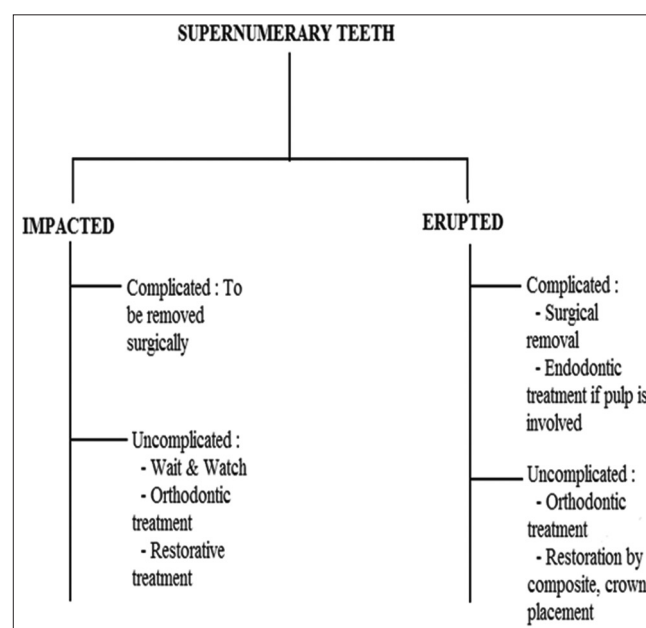 SUPERNUMERARY TEETH
IMPACTED
Complicated : To
be removed
surgically
Uncomplicated :
- Wait & Watch
- Orthodontic
treatment
- Restorative
treatment
ERUPTED
Complicated :
- Surgical
removal
- Endodontic
treatment if pulp is
involved
Uncomplicated :
- Orthodontic
treatment
- Restoration by
composite, crown
placement